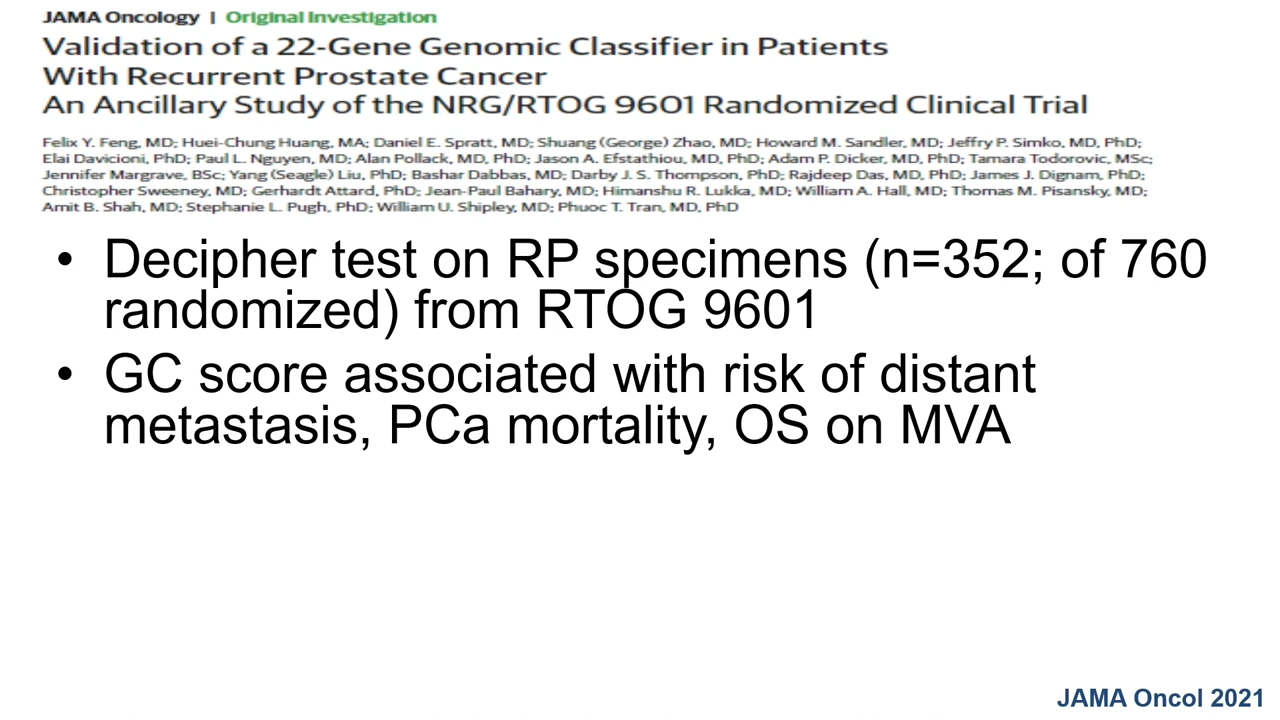 JAMA Oncology | Original Investigation
Validation of a 22-Gene Genomic Classifier in Patients
With Recurrent Prostate Cancer
An Ancillary Study of the NRG/RTOG 9601 Randomized Clinical Trial
Felix Y. Feng, MD; Huei-Chung Huang, MA; Daniel E. Spratt, MD; Shuang (George) Zhao, MD; Howard M. Sandler, MD; Jeffry P. Simko, MD, PhD;
Elai Davicioni, PhD; Paul L. Nguyen, MD; Alan Pollack, MD, PhD; Jason A. Efstathiou, MD, PhD; Adam P. Dicker, MD, PhD; Tamara Todorovic, MSc;
Jennifer Margrave, BSc; Yang (Seagle) Liu, PhD; Bashar Dabbas, MD; Darby J. S. Thompson, PhD; Rajdeep Das, MD, PhD; James J. Dignam, PhD;
Christopher Sweeney, MD; Gerhardt Attard, PhD; Jean-Paul Bahary, MD; Himanshu R. Lukka, MD; William A. Hall, MD; Thomas M. Pisansky, MD;
Amit B. Shah, MD; Stephanie L. Pugh, PhD; William U. Shipley, MD; Phuoc T. Tran, MD, PhD
• Decipher test on RP specimens (n=352; of 760
randomized) from RTOG 9601
• GC score associated with risk of distant
metastasis, PCa mortality, OS on MVA
JAMA Oncol 2021